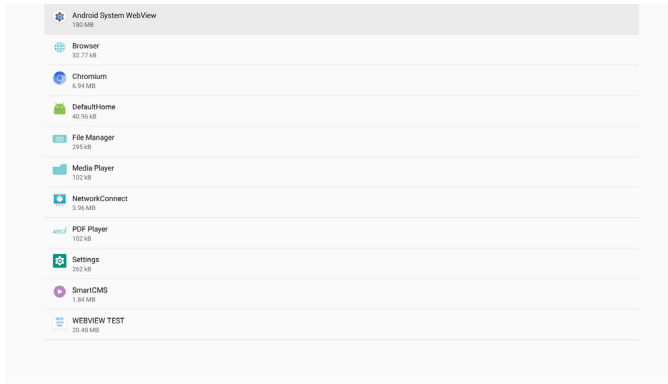 Android System WebView
180 MB
Browser
32.77 kB
Chromium
6.94 MB
DefaultHome
40.96 kB
File Manager
295 kB
Media Player
102 kB
NetworkConnect
3.96 MB
ABC/ PDF Player
102 kB
Settings
262 kB
SmartCMS
1.84 MB
WEBVIEW TEST
20.48 MB